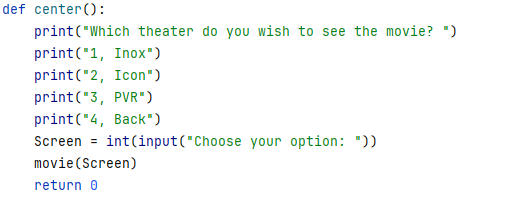 def center():
    print("Which theater do you wish to see the movie? ")
    print("1, Inox")
    print("2, Icon")
    print("3, PVR")
    print("4, Back")
    Screen = int(input("Choose your option: "))
    movie(Screen)
    return 0